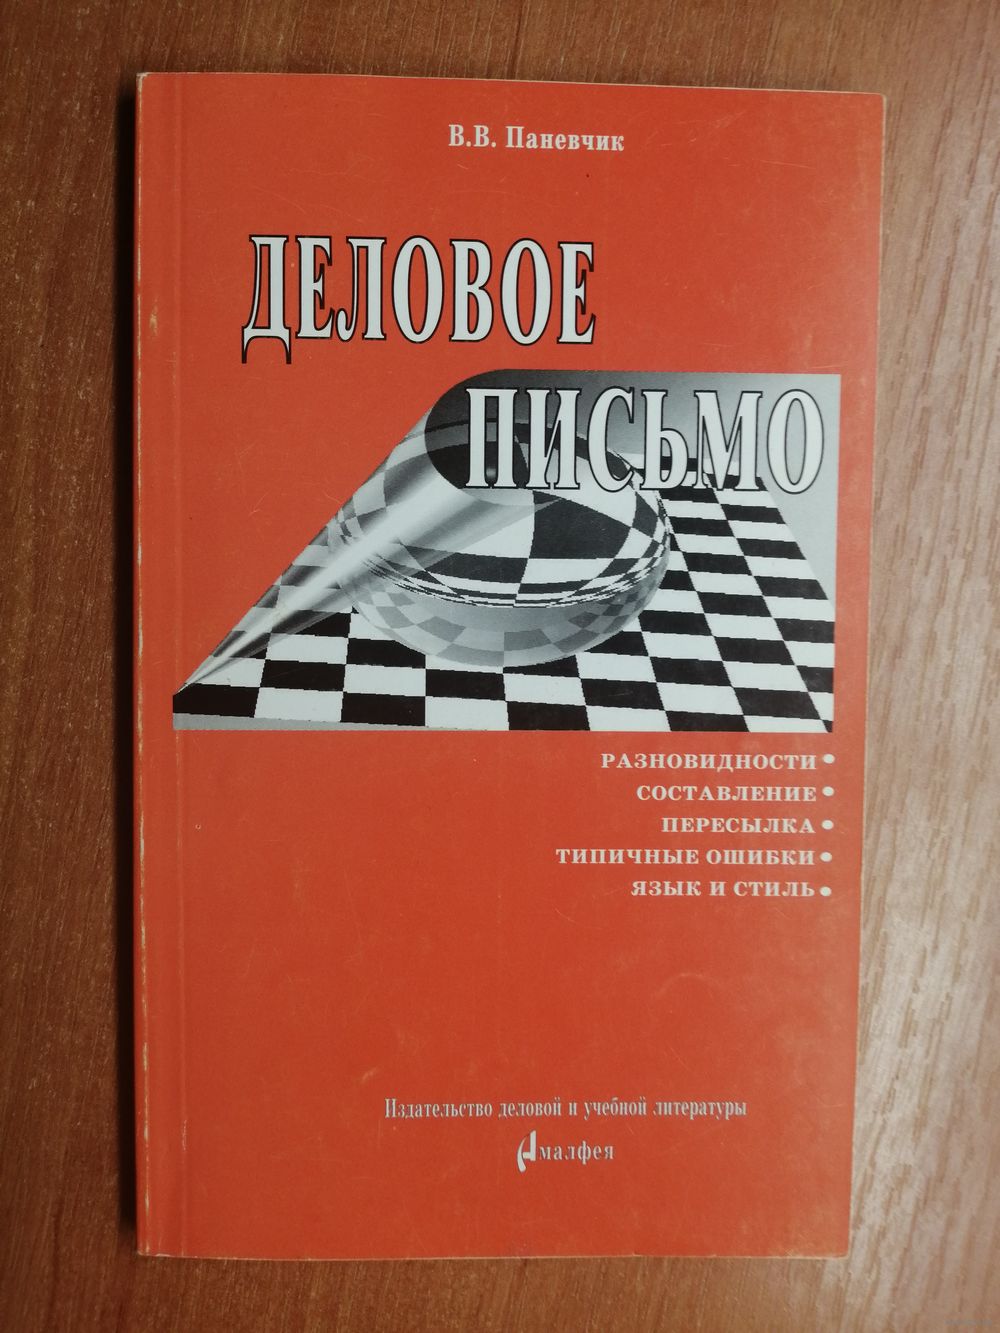 В.В. Паневчик
ДЕЛОВОЕ
ПИСЬМО
РАЗНОВИДНОСТИ •
СОСТАВЛЕНИЕ •
ПЕРЕСЫЛКА •
ТИПИЧНЫЕ ОШИБКИ •
ЯЗЫК И СТИЛЬ •
Издательство деловой и учебной литературы
Амалфея